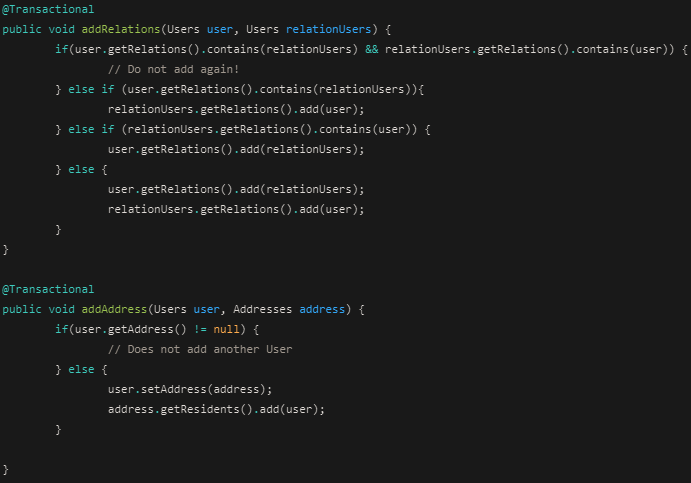 @Transactional
public void addRelations(Users user, Users relationUsers) {
if(user.getRelations().contains(relationUsers) && relationUsers.getRelations().contains(user)) {
// Do not add again!
} else if (user.getRelations().contains(relationUsers)){
relationUsers.getRelations().add(user);
} else if (relationUsers.getRelations().contains(user)) {
user.getRelations().add(relationUsers);
} else {
user.getRelations().add(relationUsers);
relationUsers.getRelations().add(user);
}
}
@Transactional
public void addAddress(Users user, Addresses address) {
if(user.getAddress() != null) {
// Does not add another User
} else {
user.setAddress(address);
address.getResidents().add(user);
}
}